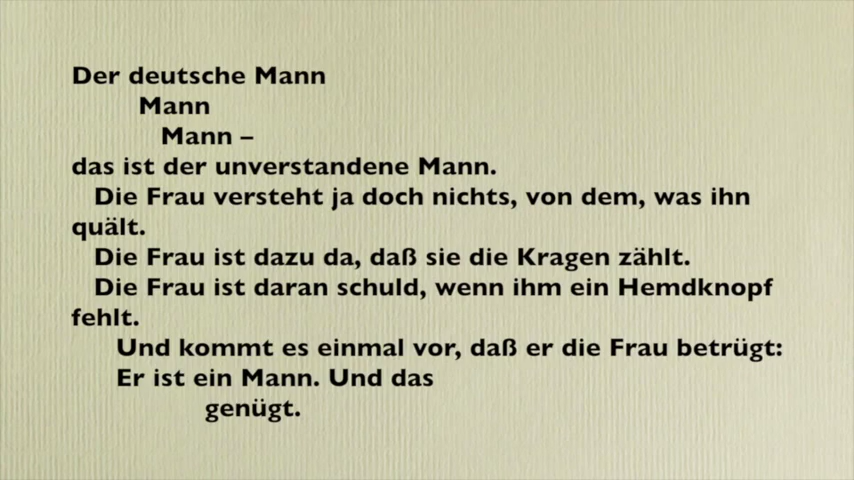 Der deutsche Mann
Mann
Mann –
das ist der unverstandene Mann.
Die Frau versteht ja doch nichts, von dem, was ihn
quält.
Die Frau ist dazu da, daß sie die Kragen zählt.
Die Frau ist daran schuld, wenn ihm ein Hemdknopf
fehlt.
Und kommt es einmal vor, daß er die Frau betrügt:
Er ist ein Mann. Und das
genügt.